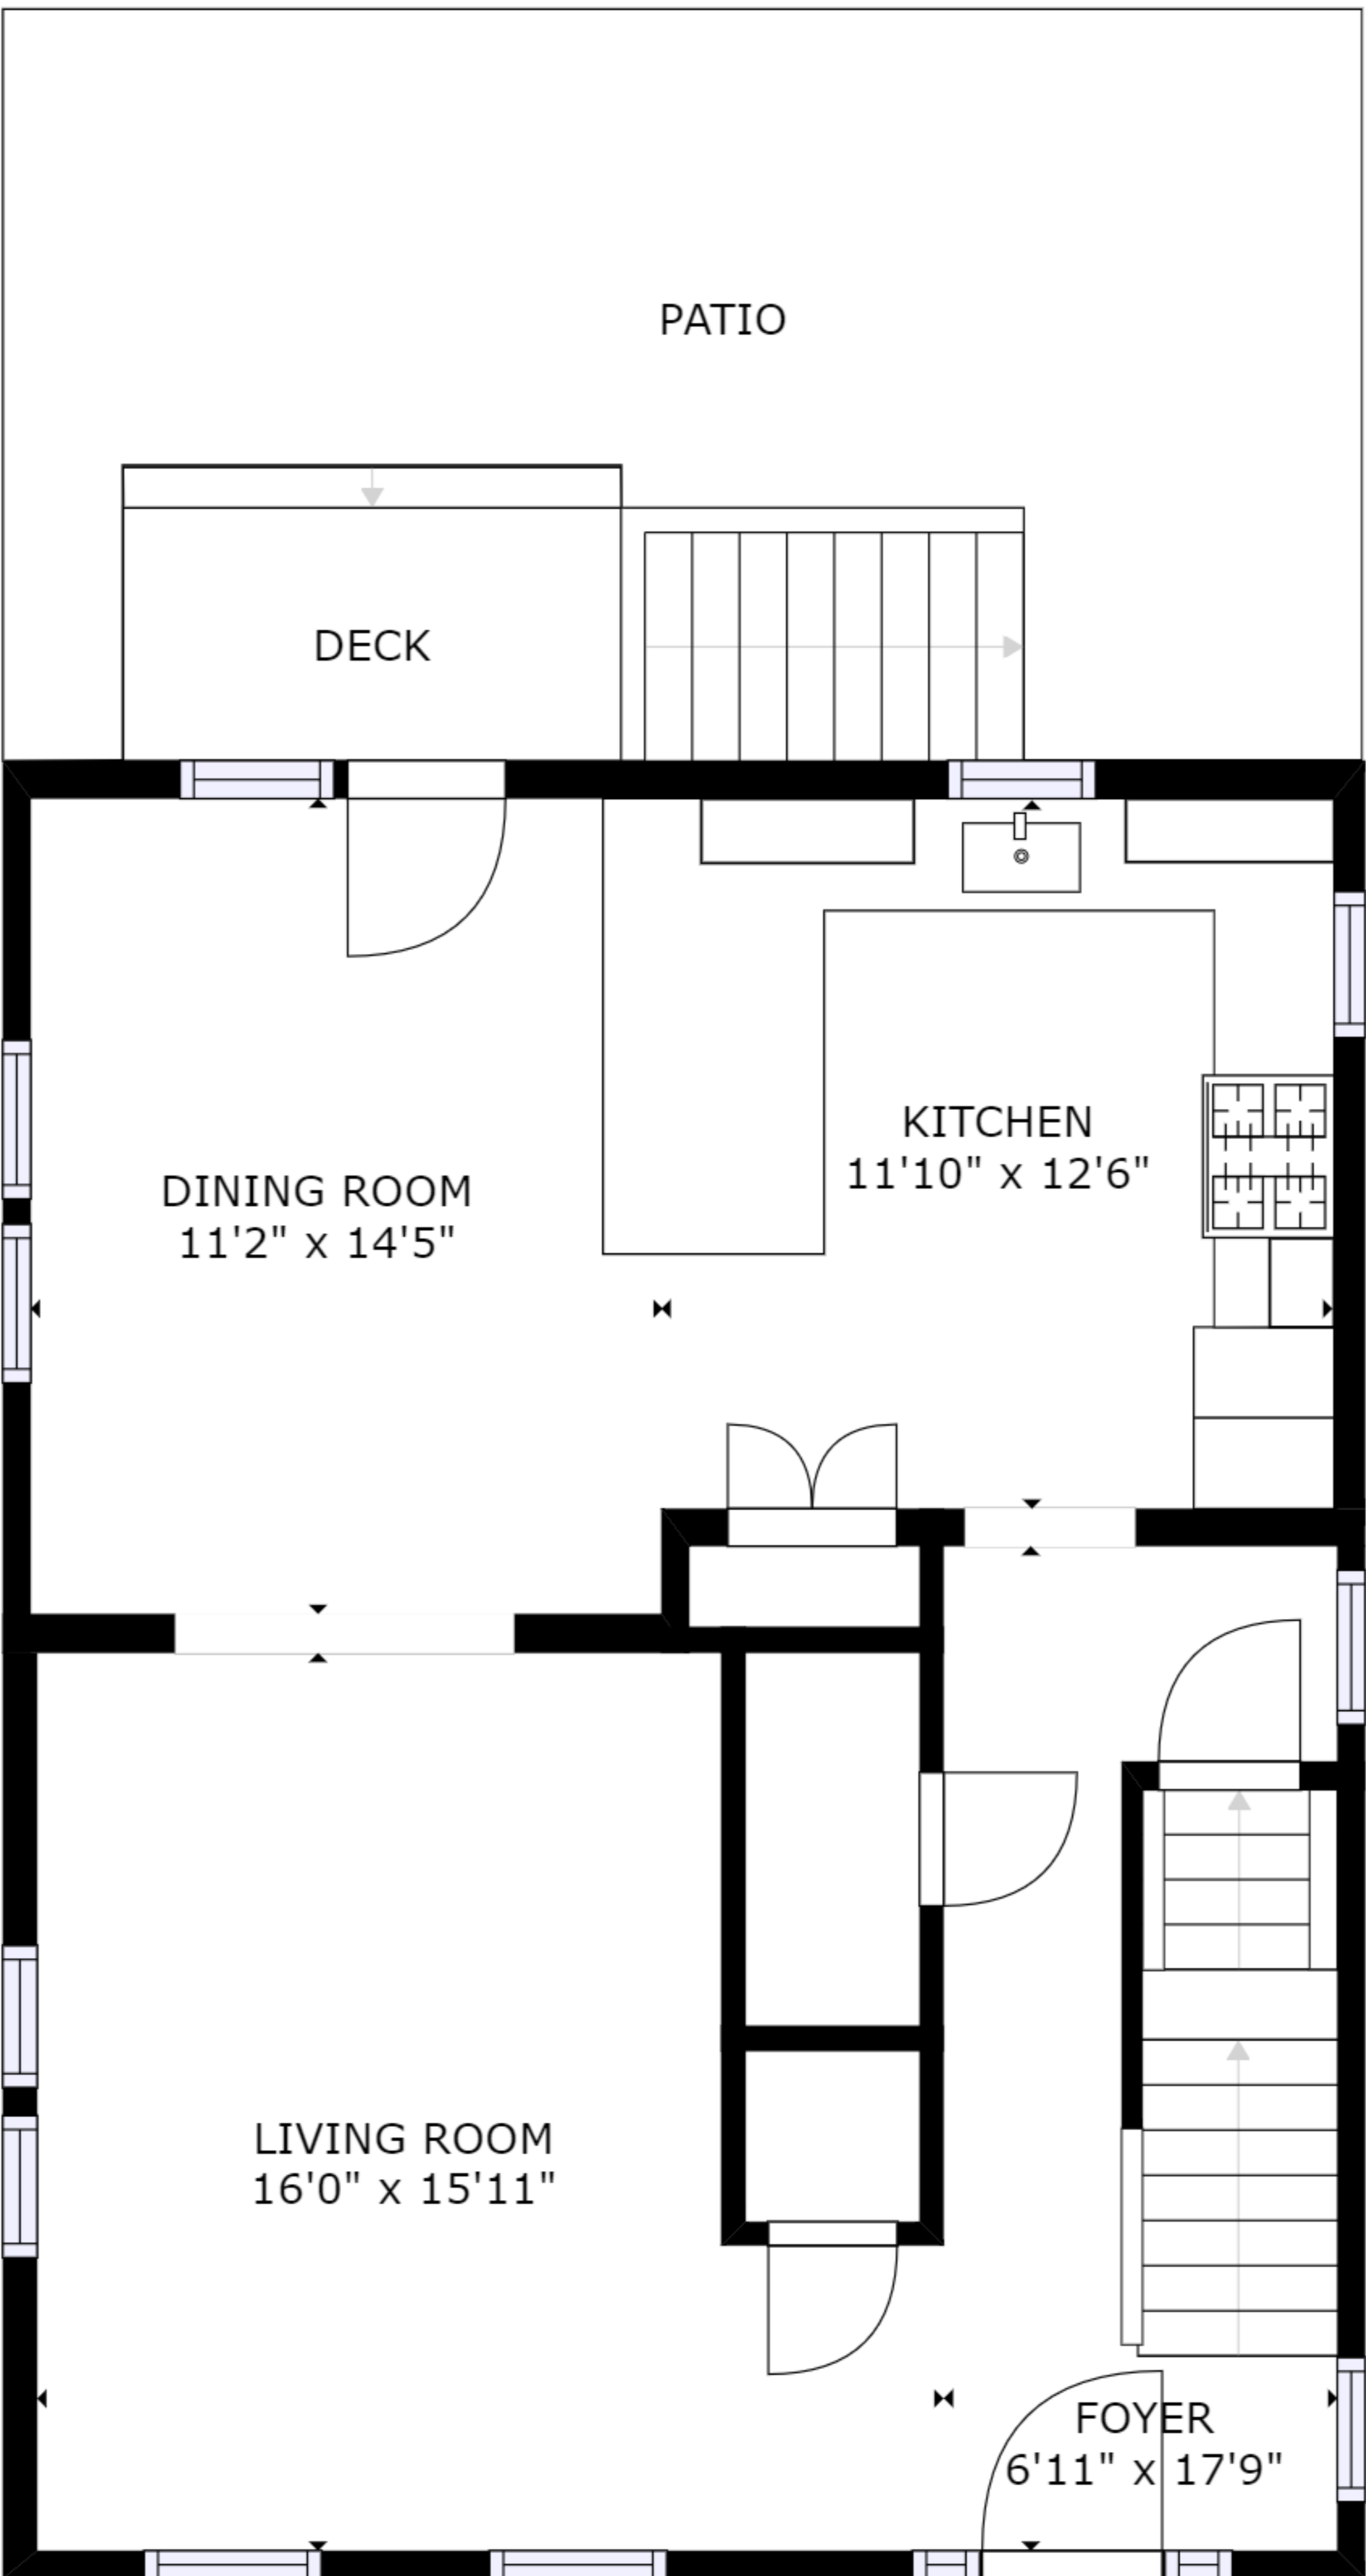 PATIO
DECK
KITCHEN
11'10" x 12'6"
DINING ROOM
11'2" x 14'5"
LIVING ROOM
16'0" x 15'11"
FOYER
6'11" x 17'9"